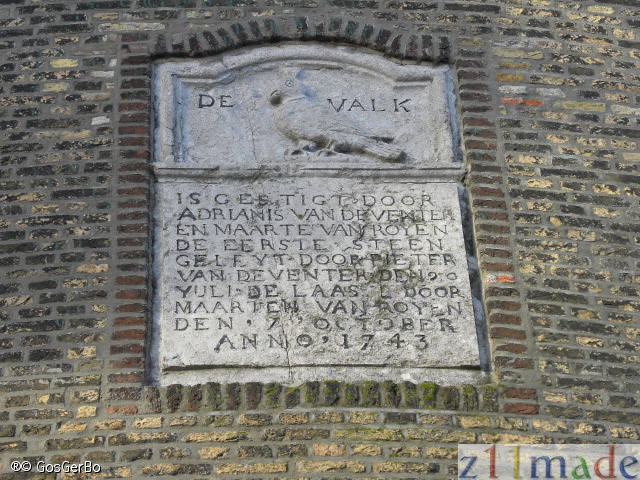 DE VALK
IS GESTIGT DOOR
ADRIANIS VAN DEVENTER
EN MAARTE VAN ROYEN
DE EERSTE STEEN
GELEYT DOOR PIETER
VAN DEVENTER DEN 20
YULI DE LAASTE DOOR
MAARTEN VAN ROYEN
DEN 7 OCTOBER
ANNO 1743
®© GosGerBo
z11made